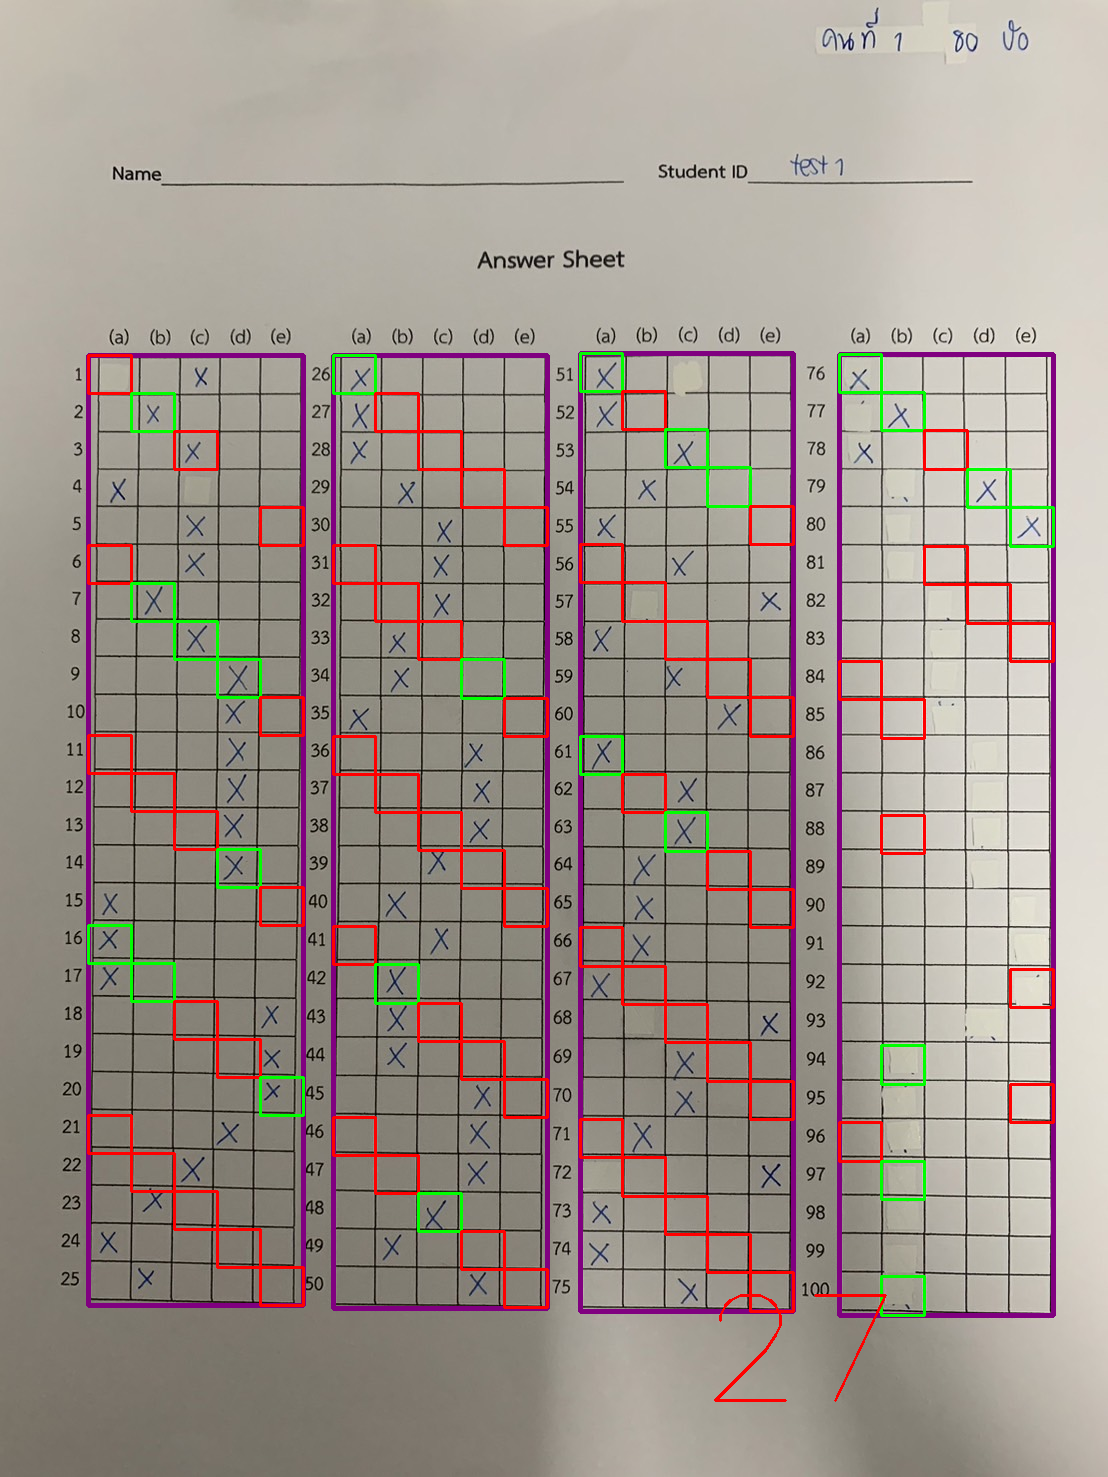 คนที่ 1 80 ข้อ
Name Student ID test 1
Answer Sheet
(a) (b) (c) (d) (e) (a) (b) (c) (d) (e) (a) (b) (c) (d) (e) (a) (b) (c) (d) (e)
1 X 26 X 51 X 76 X
2 X 27 X 52 X 77 X
3 X 28 X 53 X 78 X
4 X 29 X 54 X 79 X
5 X 30 X 55 X 80 X
6 X 31 X 56 X 81
7 X 32 X 57 X 82
8 X 33 X 58 X 83
9 X 34 X 59 X 84
10 X 35 X 60 X 85
11 X 36 X 61 X 86
12 X 37 X 62 X 87
13 X 38 X 63 X 88
14 X 39 X 64 X 89
15 X 40 X 65 X 90
16 X 41 X 66 X 91
17 X 42 X 67 X 92
18 X 43 X 68 X 93
19 X 44 X 69 X 94
20 X 45 X 70 X 95
21 X 46 X 71 X 96
22 X 47 X 72 X 97
23 X 48 X 73 X 98
24 X 49 X 74 X 99
25 X 50 X 75 X 100
27